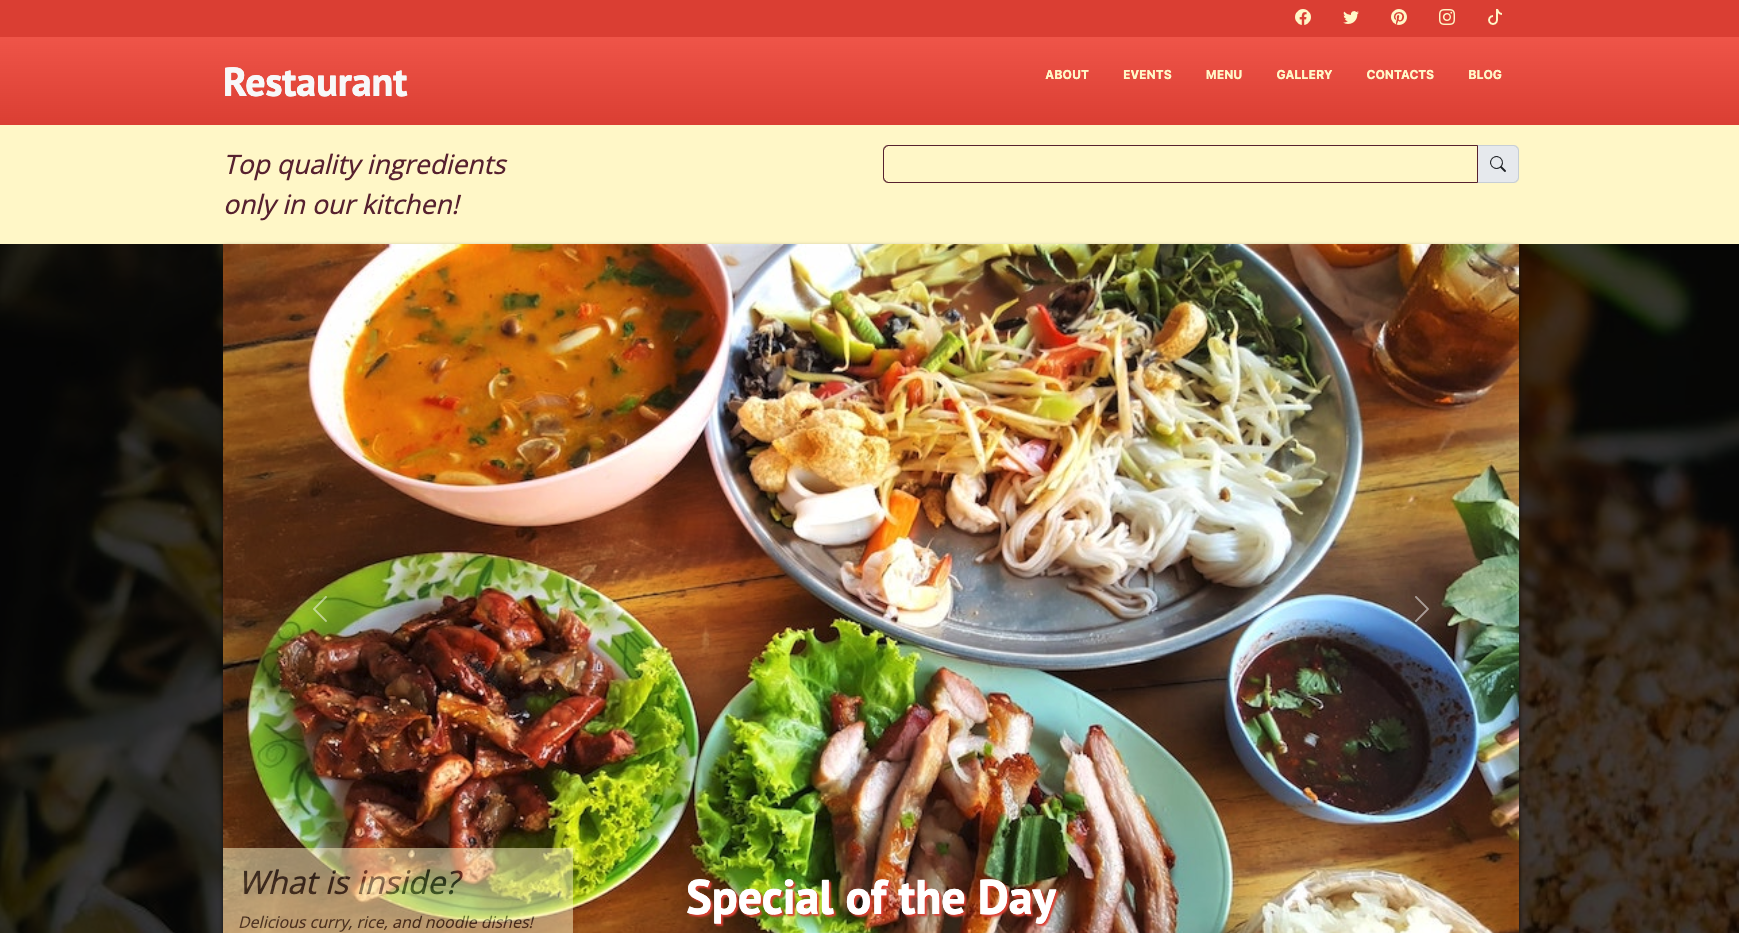 Restaurant
ABOUT EVENTS MENU GALLERY CONTACTS BLOG
Top quality ingredients
only in our kitchen!
What is inside?
Delicious curry, rice, and noodle dishes!
Special of the Day